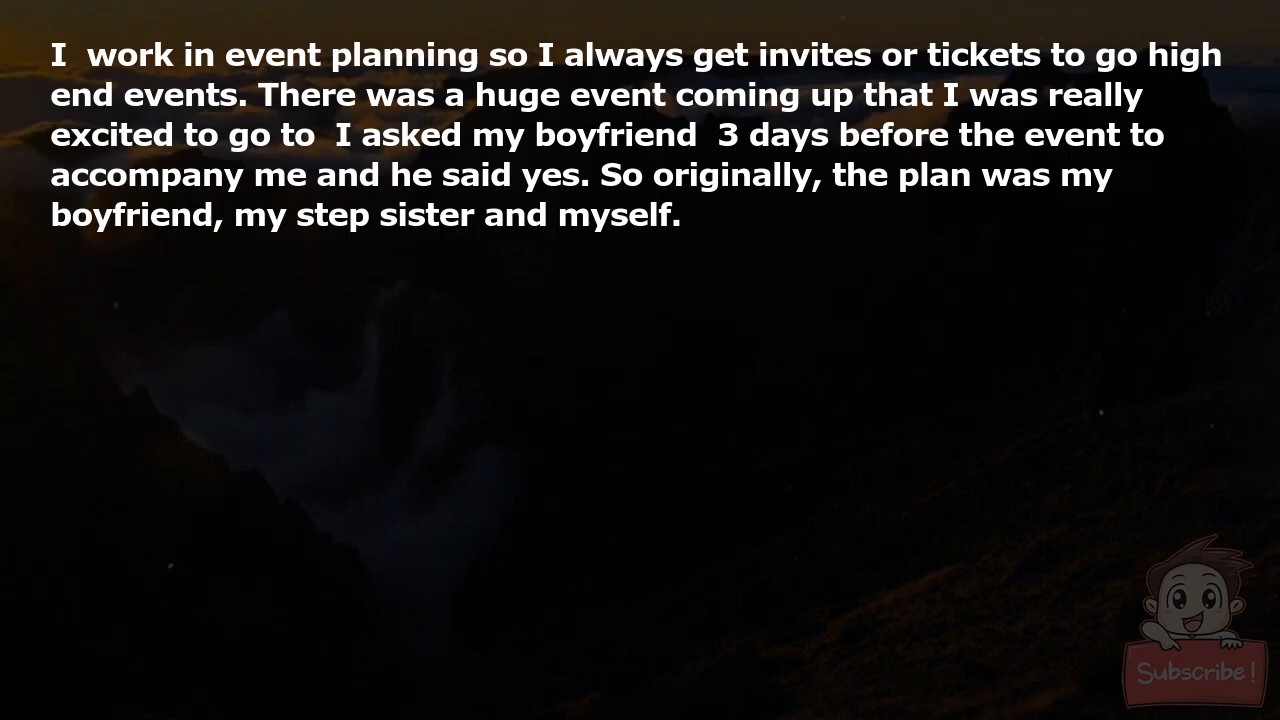 I  work in event planning so I always get invites or tickets to go high
end events. There was a huge event coming up that I was really
excited to go to  I asked my boyfriend  3 days before the event to
accompany me and he said yes. So originally, the plan was my
boyfriend, my step sister and myself.
Subscribe!